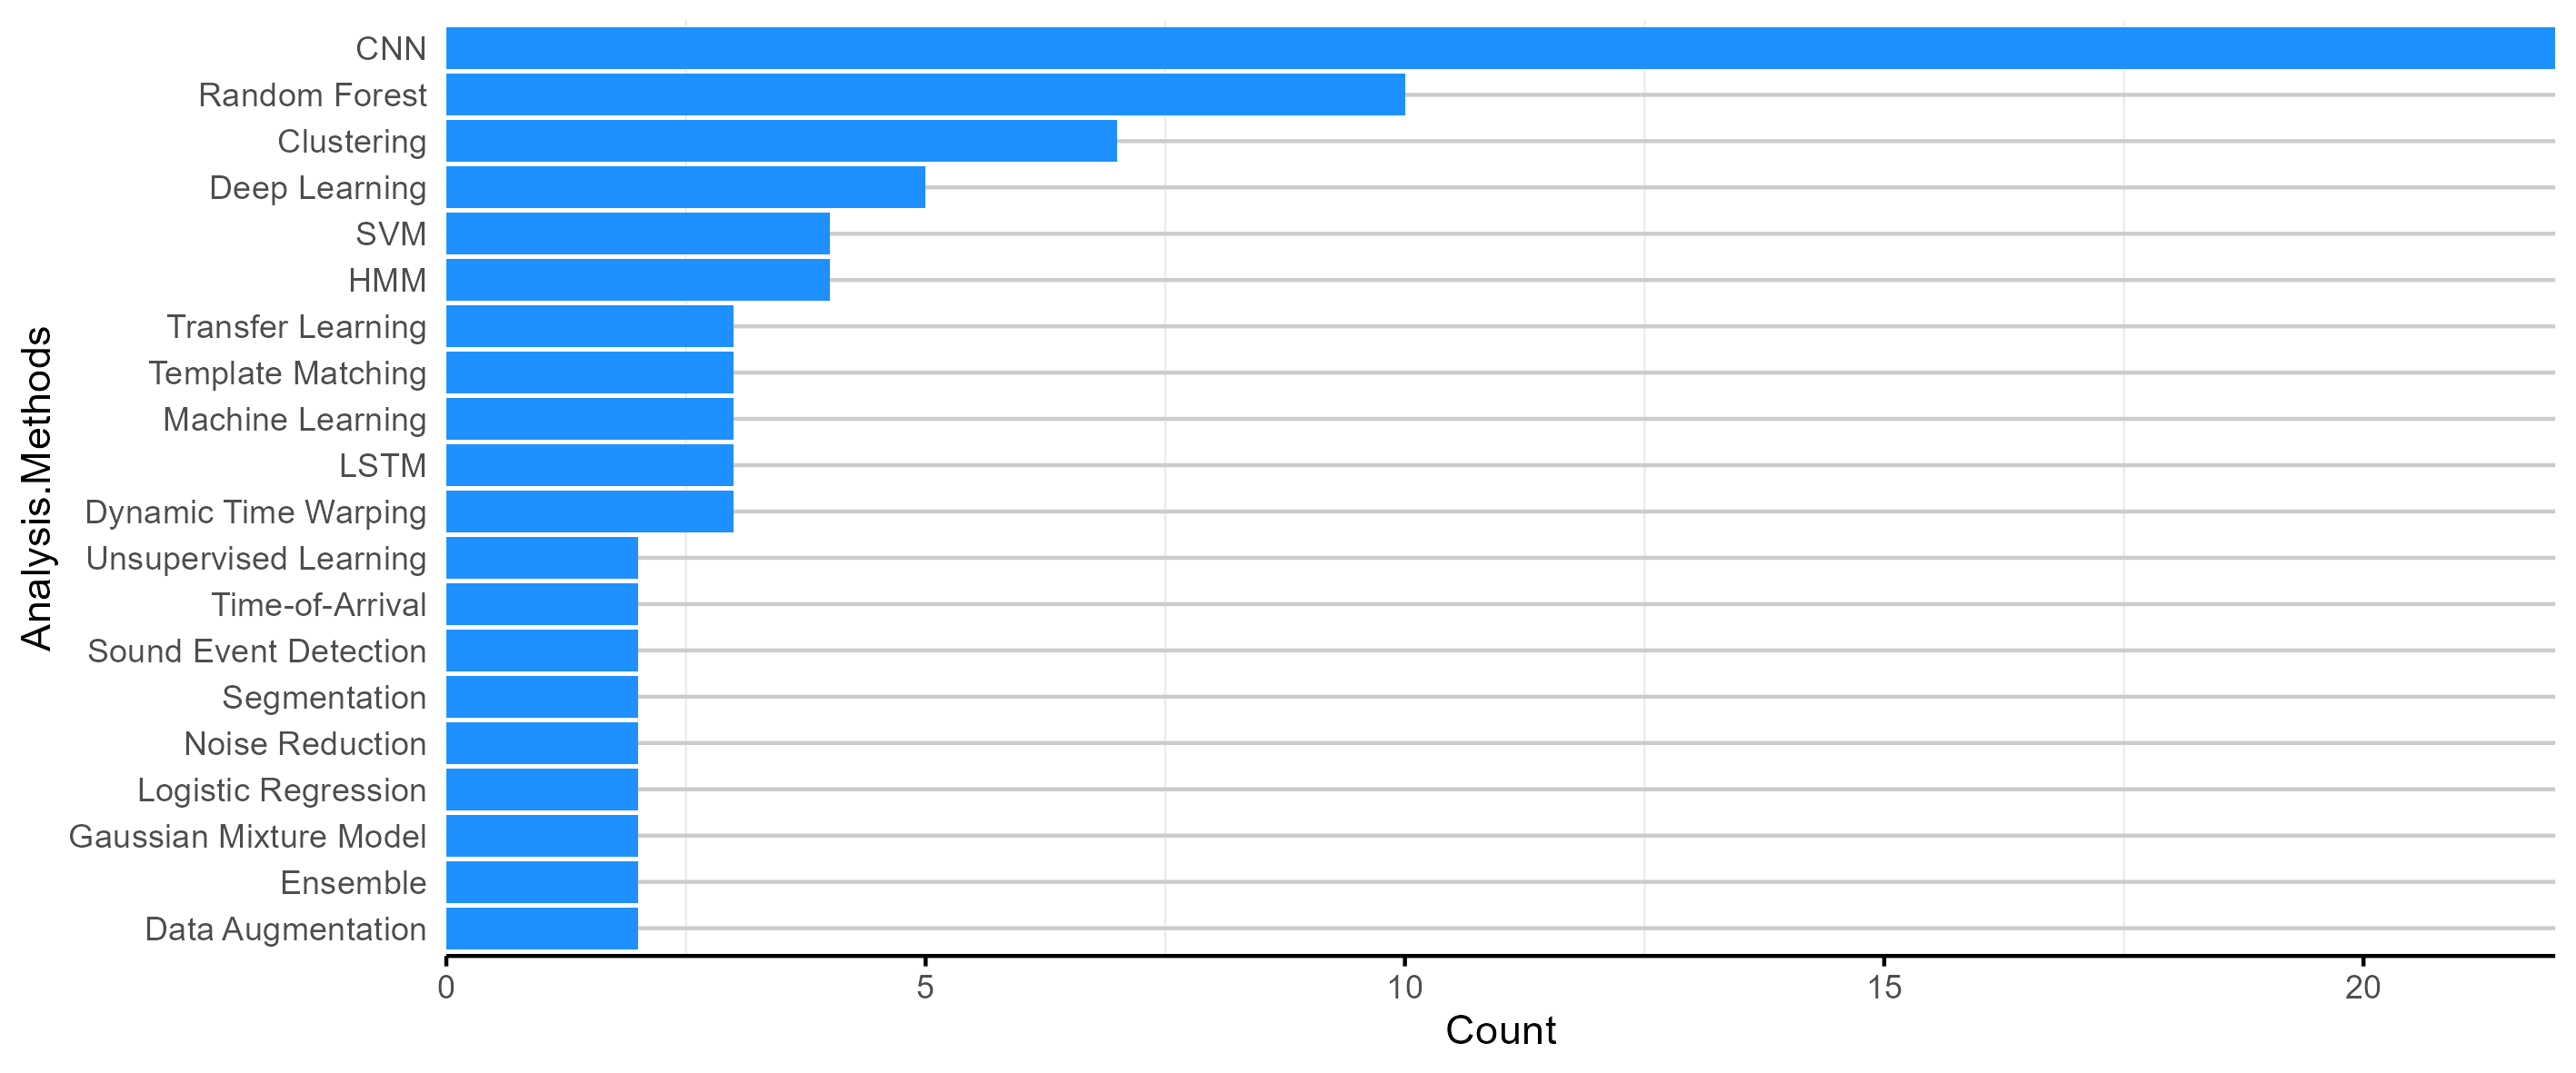 CNN
Random Forest
Clustering
Deep Learning
SVM
HMM
Transfer Learning
Template Matching
Machine Learning
LSTM
Dynamic Time Warping
Unsupervised Learning
Time-of-Arrival
Sound Event Detection
Segmentation
Noise Reduction
Logistic Regression
Gaussian Mixture Model
Ensemble
Data Augmentation
Analysis.Methods
0 5 10 15 20
Count